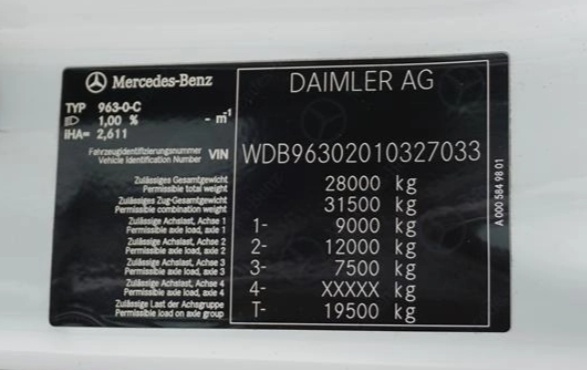 Mercedes-Benz
DAIMLER AG
TYP 963-0-C
1,00 % - m⁻¹
iHA= 2,611
Fahrzeugidentifizierungsnummer
Vehicle Identification Number VIN WDB96302010327033
Zulässiges Gesamtgewicht
Permissible total weight 28000 kg
Zulässiges Zug-Gesamtgewicht
Permissible combination weight 31500 kg
Zulässige Achslast, Achse 1
Permissible axle load, axle 1 1- 9000 kg
Zulässige Achslast, Achse 2
Permissible axle load, axle 2 2- 12000 kg
Zulässige Achslast, Achse 3
Permissible axle load, axle 3 3- 7500 kg
Zulässige Achslast, Achse 4
Permissible axle load, axle 4 4- XXXXX kg
Zulässige Last der Achsgruppe
Permissible load on axle group T- 19500 kg
A 000 584 98 01